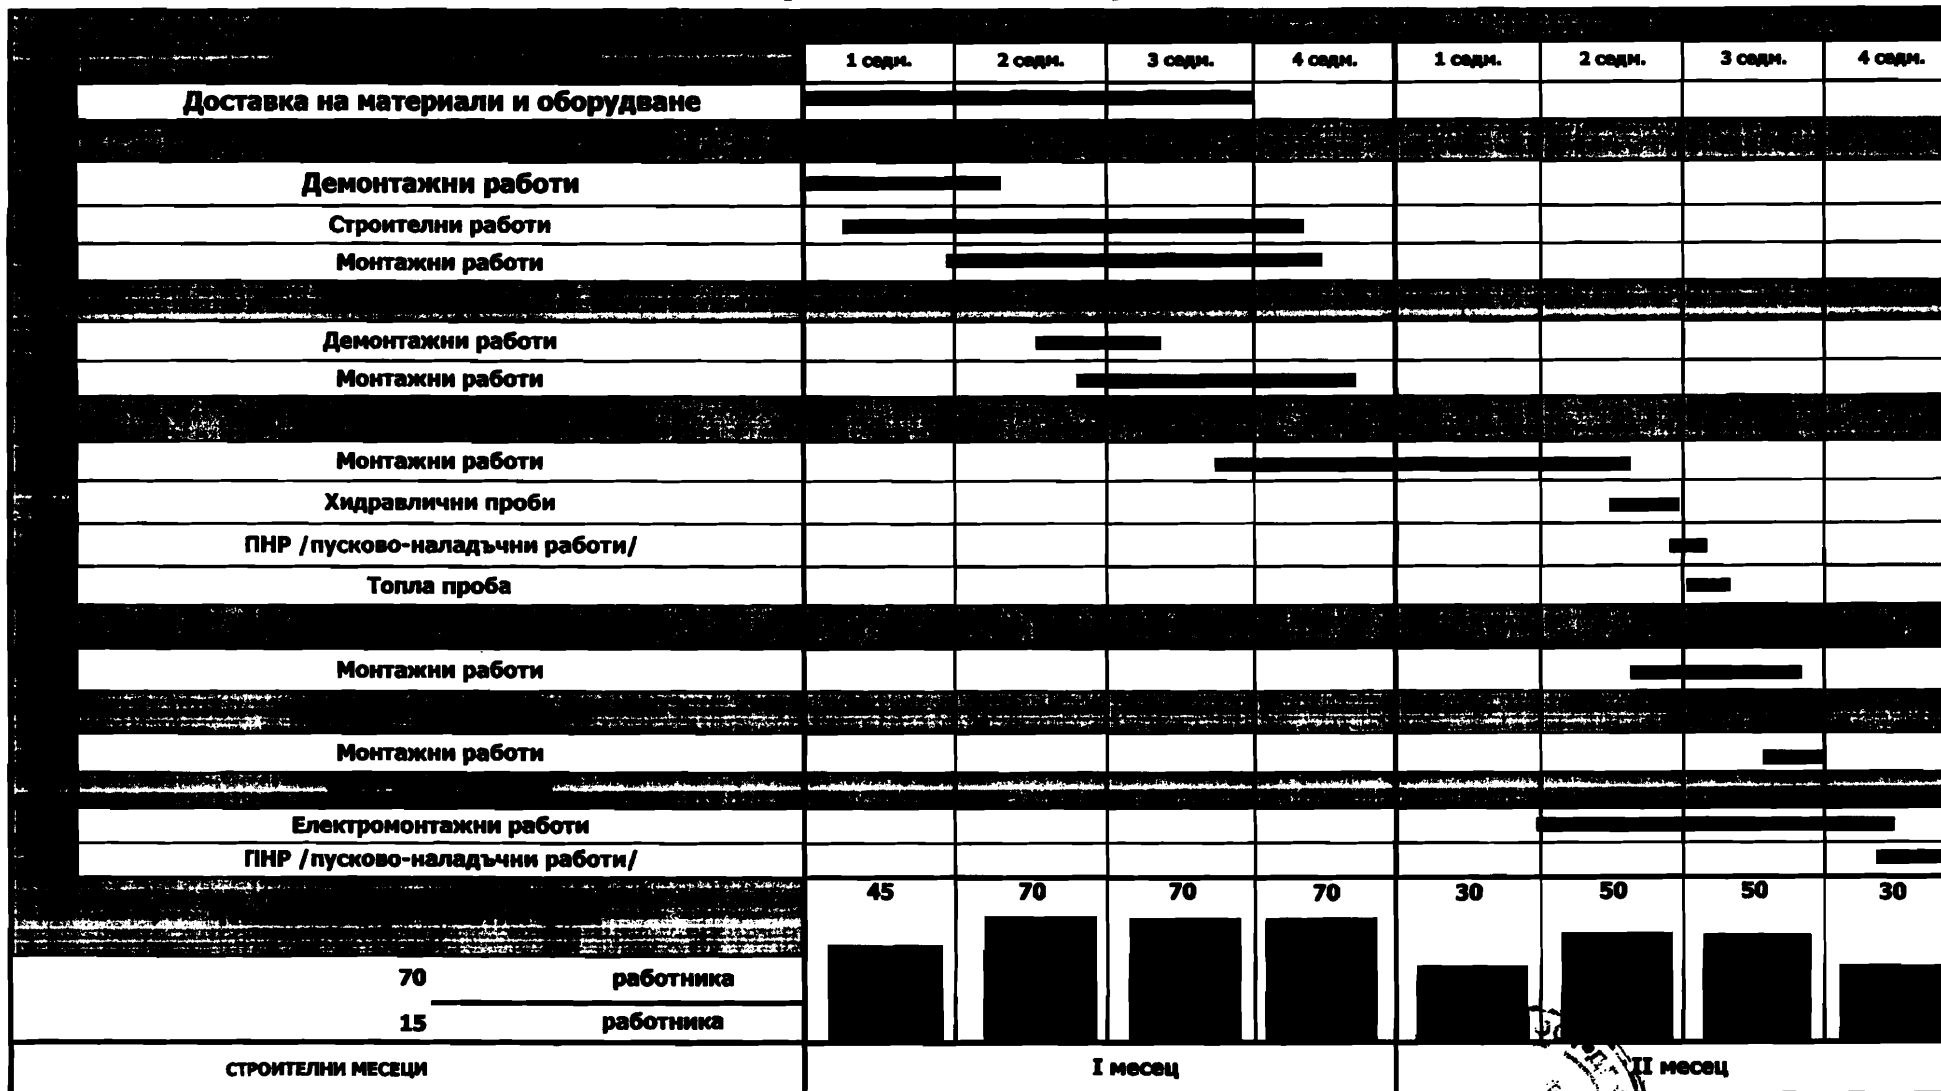 1 седм. 2 седм. 3 седм. 4 седм. 1 седм. 2 седм. 3 седм. 4 седм.
Доставка на материали и оборудване
Демонтажни работи
Строителни работи
Монтажни работи
Демонтажни работи
Монтажни работи
Монтажни работи
Хидравлични проби
ПНР /пусково-наладъчни работи/
Топла проба
Монтажни работи
Монтажни работи
Електромонтажни работи
ПНР /пусково-наладъчни работи/
45 70 70 70 30 50 50 30
70 работника
15 работника
СТРОИТЕЛНИ МЕСЕЦИ I месец II месец